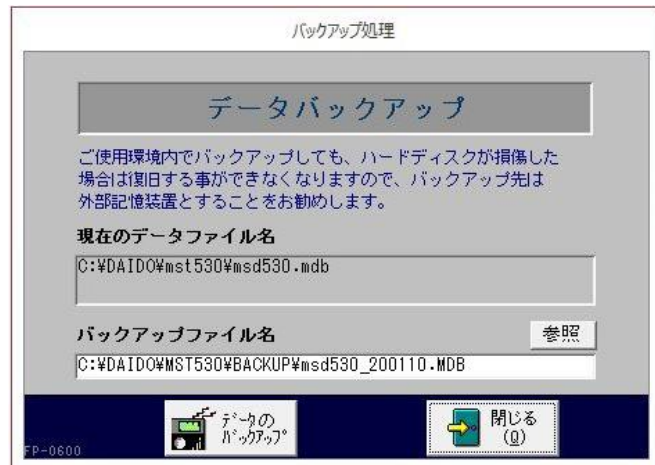 バックアップ処理
データバックアップ
ご使用環境内でバックアップしても、ハードディスクが損傷した
場合は復旧する事ができなくなりますので、バックアップ先は
外部記憶装置とすることをお勧めします。
現在のデータファイル名
C:¥DAIDO¥mst530¥msd530.mdb
バックアップファイル名
参照
C:¥DAIDO¥MST530¥BACKUP¥msd530_200110.MDB
ﾃﾞｰﾀの
ﾊﾞｯｸｱｯﾌﾟ
閉じる
(Q)
FP-0600